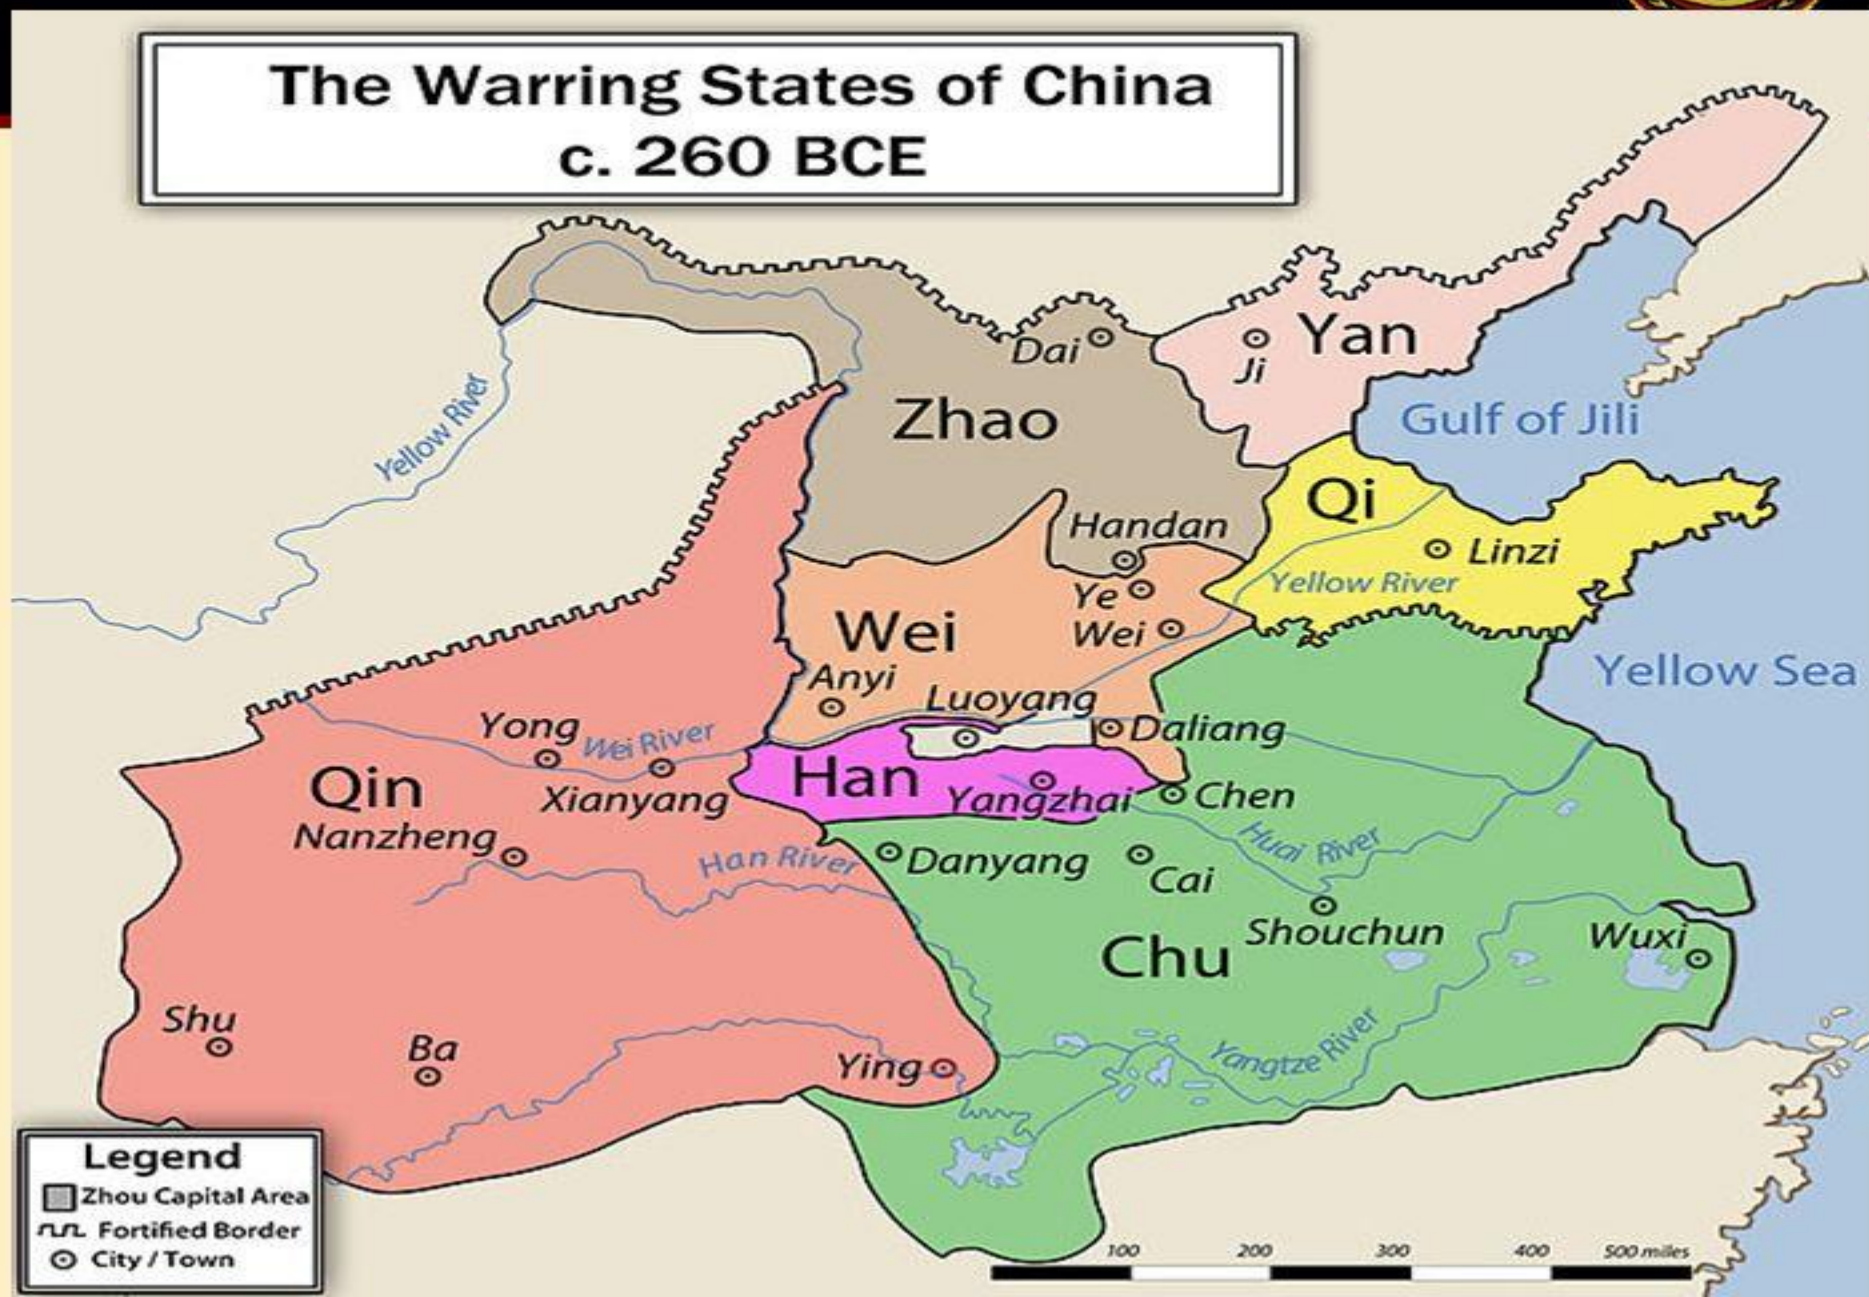 The Warring States of China
c. 260 BCE
Dai
Yan
Ji
Zhao
Gulf of Jili
Yellow River
Qi
Handan
Linzi
Yellow River
Ye
Wei
Wei
Anyi
Luoyang
Yellow Sea
Yong
Wei River
Daliang
Qin
Xianyang
Han
Yangzhai
Chen
Nanzheng
Han River
Huai River
Danyang
Cai
Shouchun
Wuxi
Chu
Shu
Ba
Ying
Yangtze River
Legend
Zhou Capital Area
Fortified Border
City / Town
100 200 300 400 500 miles